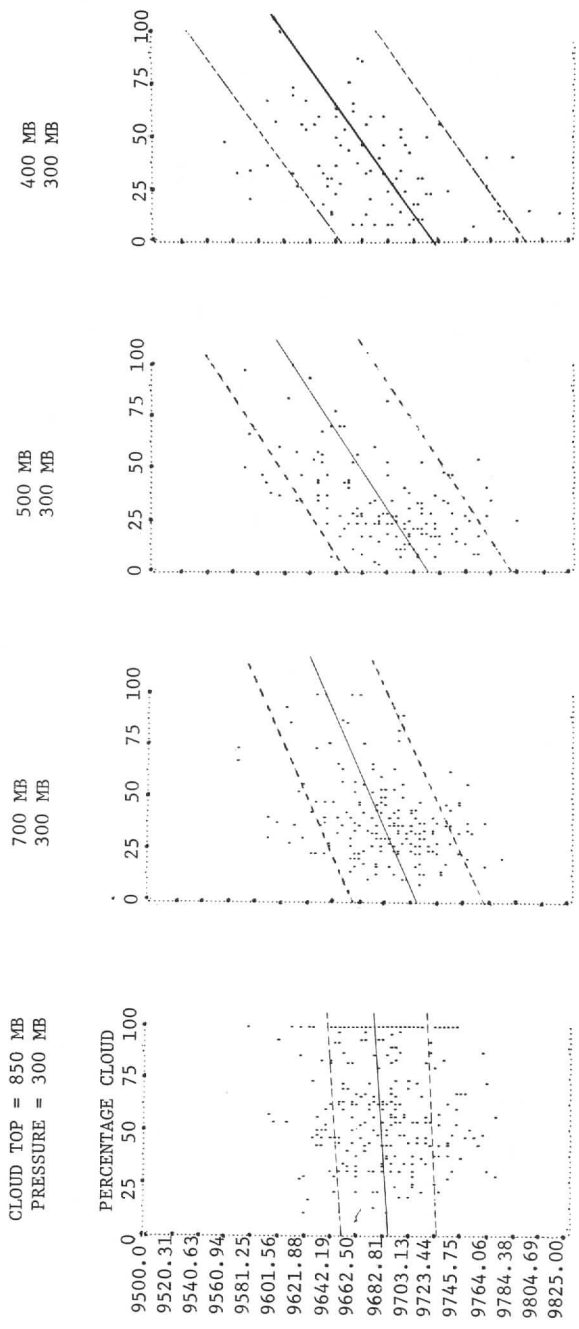 CLOUD TOP = 850 MB
PRESSURE = 300 MB
700 MB
300 MB
500 MB
300 MB
400 MB
300 MB
PERCENTAGE CLOUD
0 25 50 75 100
0 25 50 75 100
0 25 50 75 100
0 25 50 75 100
9500.0
9520.31
9540.63
9560.94
9581.25
9601.56
9621.88
9642.19
9662.50
9682.81
9703.13
9723.44
9745.75
9764.06
9784.38
9804.69
9825.00